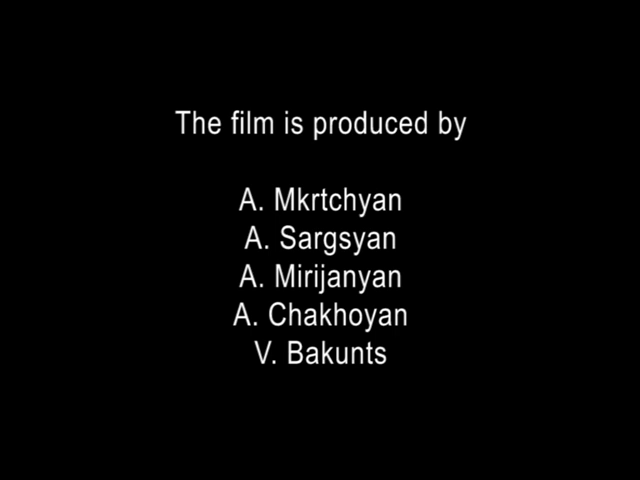 The film is produced by
A. Mkrtchyan
A. Sargsyan
A. Mirijanyan
A. Chakhoyan
V. Bakunts